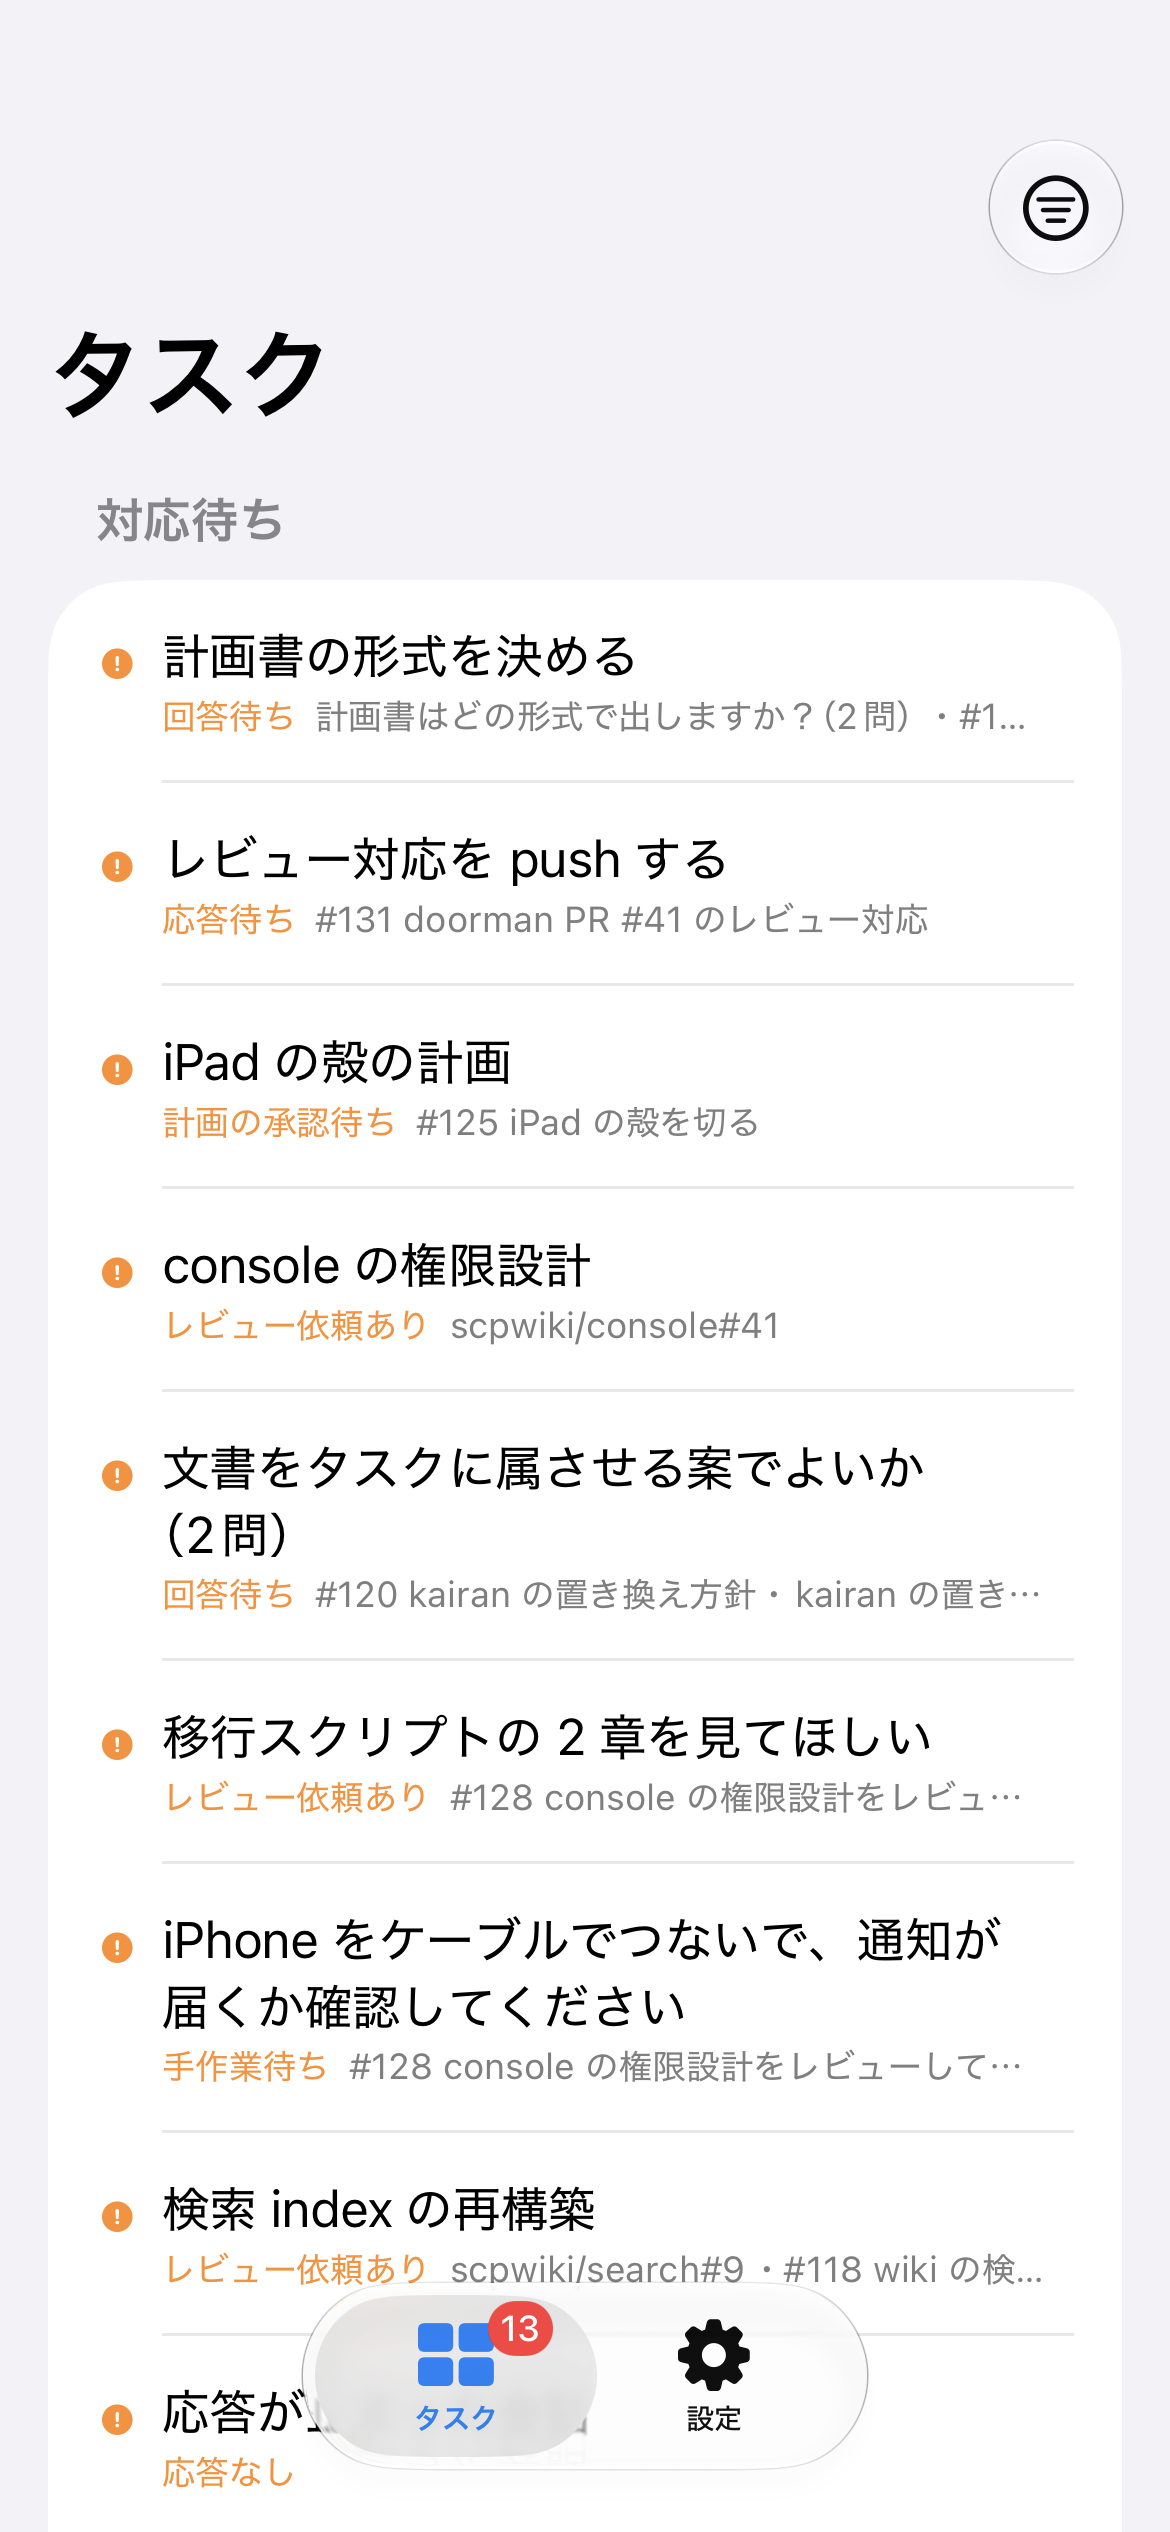 タスク
対応待ち
計画書の形式を決める
回答待ち 計画書はどの形式で出しますか？（2問）・#1…
レビュー対応を push する
応答待ち #131 doorman PR #41 のレビュー対応
iPad の殻の計画
計画の承認待ち #125 iPad の殻を切る
console の権限設計
レビュー依頼あり scpwiki/console#41
文書をタスクに属させる案でよいか
（2問）
回答待ち #120 kairan の置き換え方針・ kairan の置き…
移行スクリプトの 2 章を見てほしい
レビュー依頼あり #128 console の権限設計をレビュ…
iPhone をケーブルでつないで、通知が
届くか確認してください
手作業待ち #128 console の権限設計をレビューして…
検索 index の再構築
レビュー依頼あり scpwiki/search#9 ・#118 wiki の検…
応答が
応答なし
13
タスク
設定